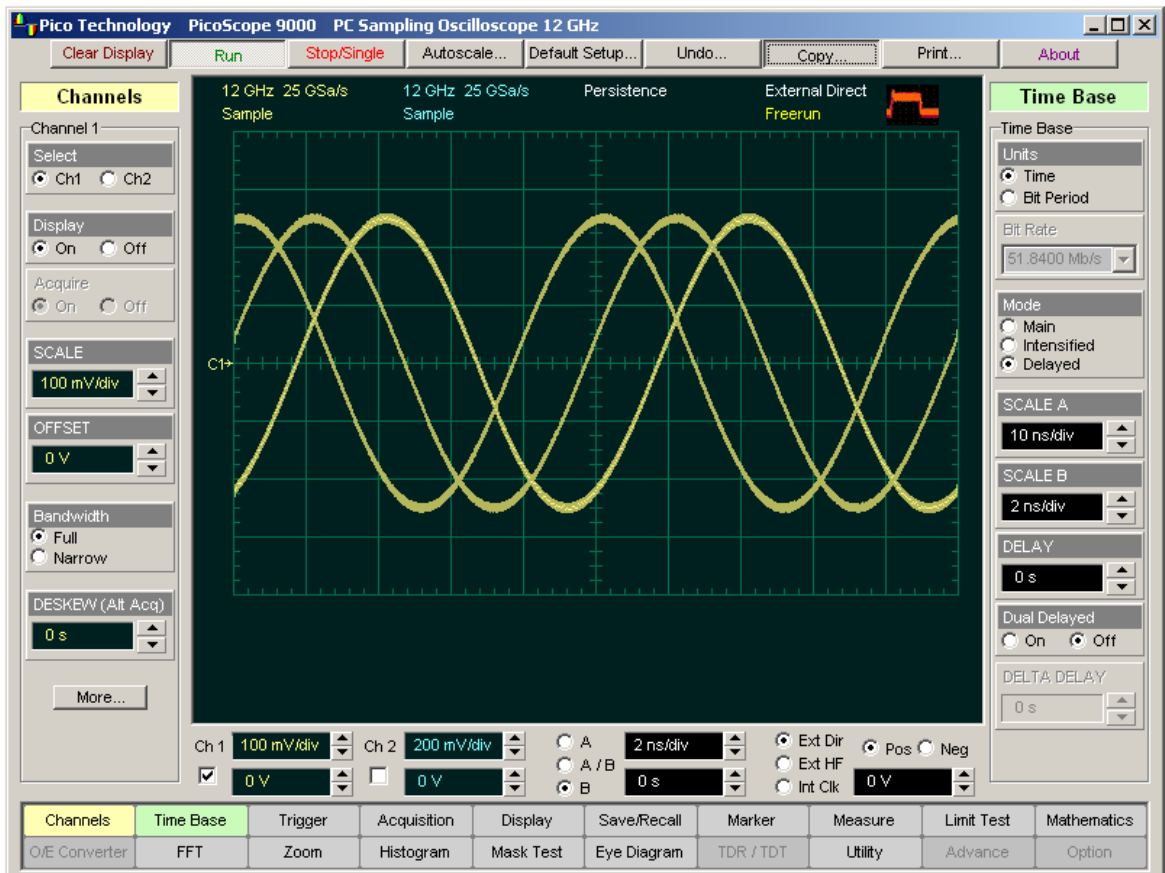 Pico Technology PicoScope 9000 PC Sampling Oscilloscope 12 GHz
Clear Display Run Stop/Single Autoscale... Default Setup... Undo... Copy... Print... About
Channels
Channel 1
Select
Ch1 Ch2
Display
On Off
Acquire
On Off
SCALE
100 mV/div
OFFSET
0 V
Bandwidth
Full
Narrow
DESKEW (Alt Acq)
0 s
More...
12 GHz 25 GSa/s 12 GHz 25 GSa/s Persistence External Direct
Sample Sample Freerun
C1
Time Base
Time Base
Units
Time
Bit Period
Bit Rate
51.8400 Mb/s
Mode
Main
Intensified
Delayed
SCALE A
10 ns/div
SCALE B
2 ns/div
DELAY
0 s
Dual Delayed
On Off
DELTA DELAY
0 s
Ch 1 100 mV/div Ch 2 200 mV/div A 2 ns/div Ext Dir Pos Neg
A / B Ext HF
0 V 0 V B 0 s Int Clk 0 V
Channels Time Base Trigger Acquisition Display Save/Recall Marker Measure Limit Test Mathematics
O/E Converter FFT Zoom Histogram Mask Test Eye Diagram TDR / TDT Utility Advance Option